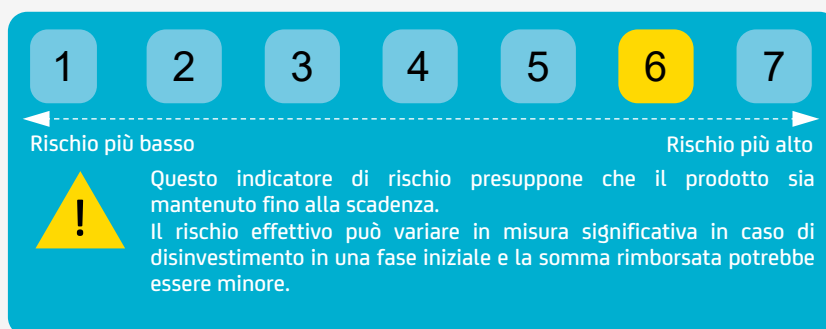 1 2 3 4 5 6 7
Rischio più basso Rischio più alto
!
Questo indicatore di rischio presuppone che il prodotto sia
mantenuto fino alla scadenza.
Il rischio effettivo può variare in misura significativa in caso di
disinvestimento in una fase iniziale e la somma rimborsata potrebbe
essere minore.